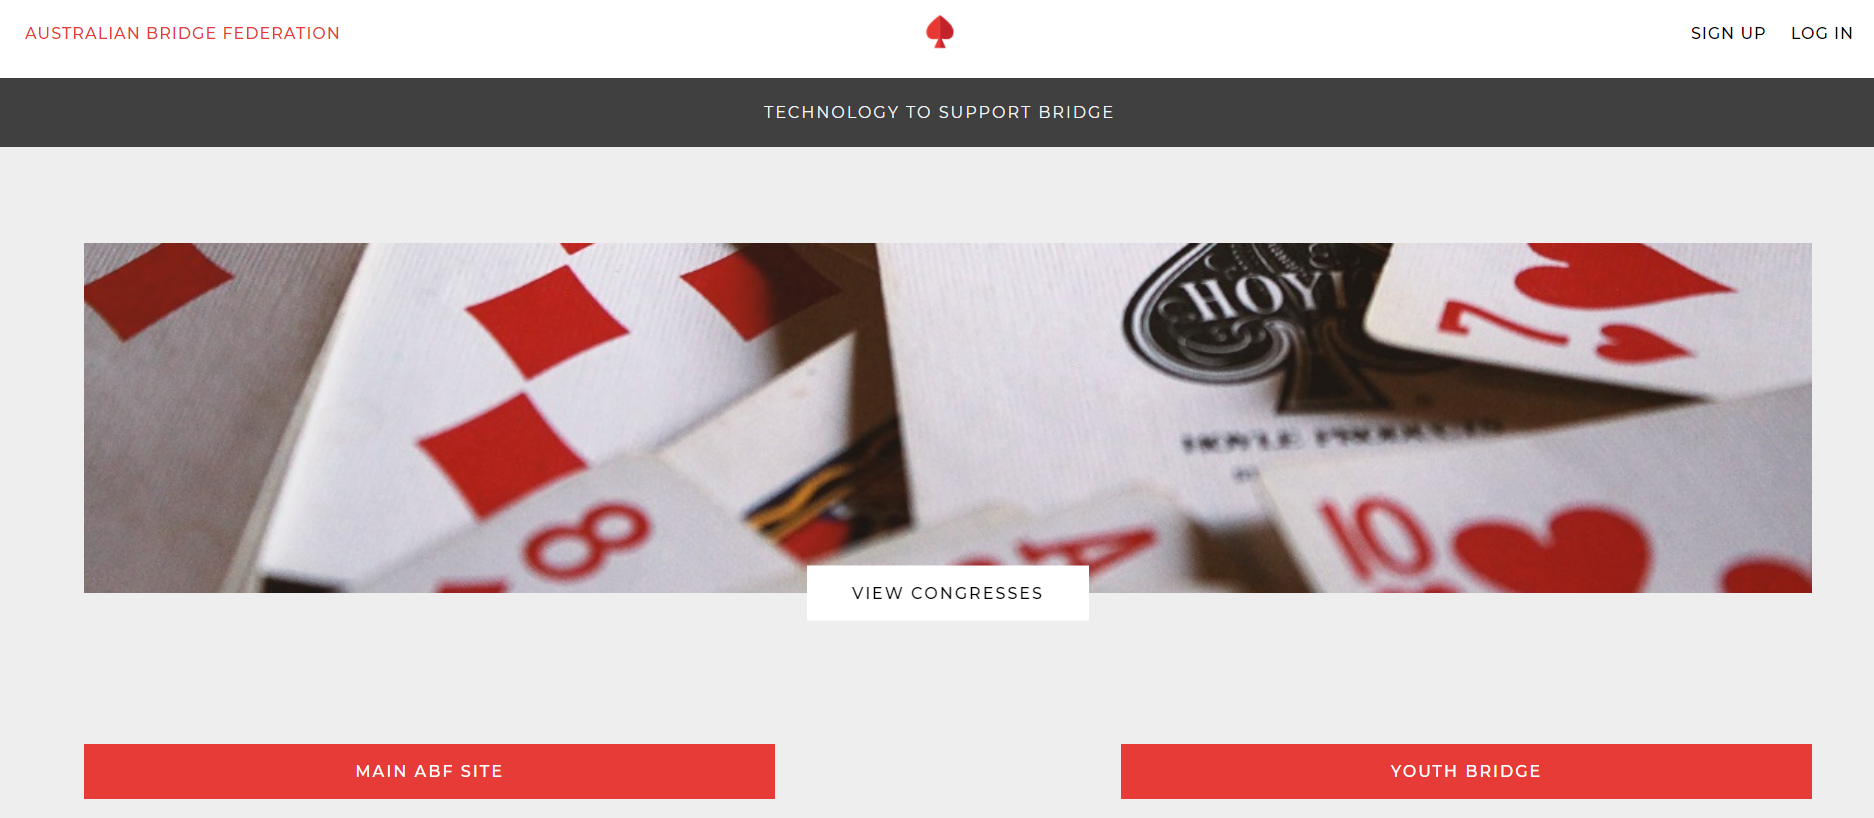 AUSTRALIAN BRIDGE FEDERATION
SIGN UP LOG IN
TECHNOLOGY TO SUPPORT BRIDGE
7
HOYLE PRODUCTS
8
A
10
VIEW CONGRESSES
MAIN ABF SITE
YOUTH BRIDGE